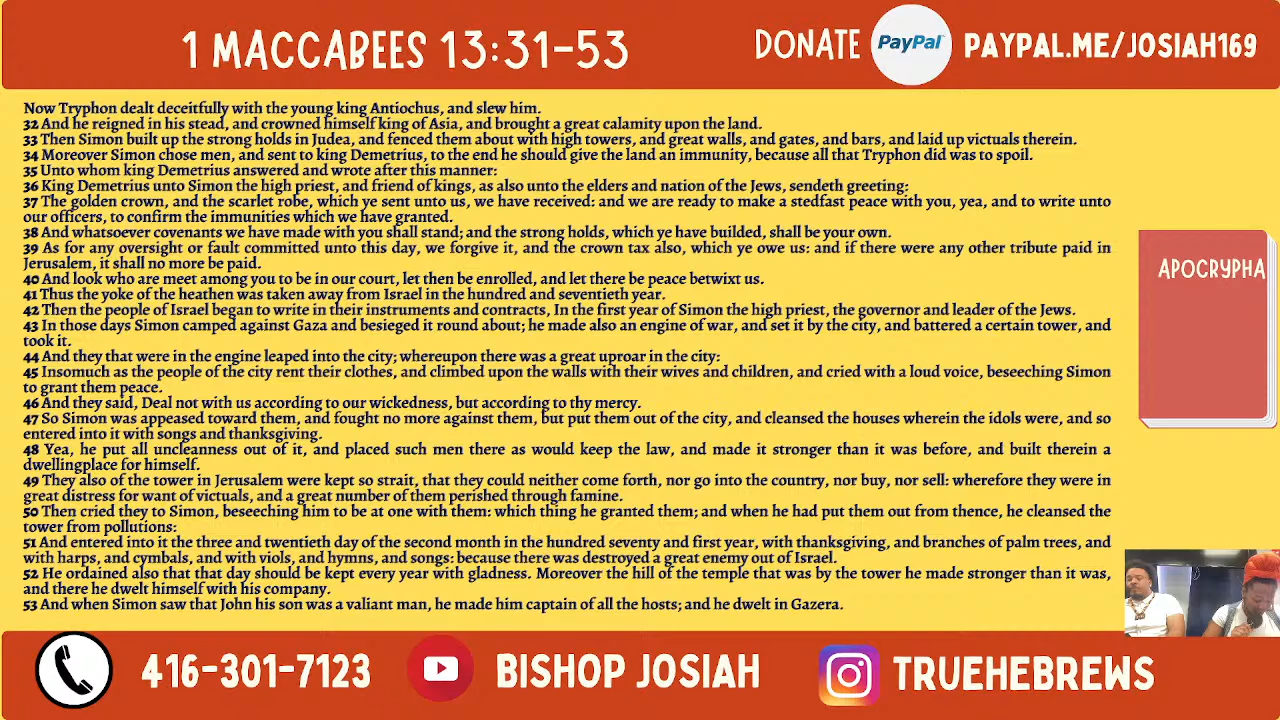 1 MACCABEES 13:31-53
DONATE PayPal PAYPAL.ME/JOSIAH169
Now Tryphon dealt deceitfully with the young king Antiochus, and slew him.
32 And he reigned in his stead, and crowned himself king of Asia, and brought a great calamity upon the land.
33 Then Simon built up the strong holds in Judea, and fenced them about with high towers, and great walls, and gates, and bars, and laid up victuals therein.
34 Moreover Simon chose men, and sent to king Demetrius, to the end he should give the land an immunity, because all that Tryphon did was to spoil.
35 Unto whom king Demetrius answered and wrote after this manner:
36 King Demetrius unto Simon the high priest, and friend of kings, as also unto the elders and nation of the Jews, sendeth greeting:
37 The golden crown, and the scarlet robe, which ye sent unto us, we have received: and we are ready to make a stedfast peace with you, yea, and to write unto
our officers, to confirm the immunities which we have granted.
38 And whatsoever covenants we have made with you shall stand; and the strong holds, which ye have builded, shall be your own.
39 As for any oversight or fault committed unto this day, we forgive it, and the crown tax also, which ye owe us: and if there were any other tribute paid in
Jerusalem, it shall no more be paid.
40 And look who are meet among you to be in our court, let then be enrolled, and let there be peace betwixt us.
41 Thus the yoke of the heathen was taken away from Israel in the hundred and seventieth year.
42 Then the people of Israel began to write in their instruments and contracts, In the first year of Simon the high priest, the governor and leader of the Jews.
43 In those days Simon camped against Gaza and besieged it round about; he made also an engine of war, and set it by the city, and battered a certain tower, and
took it.
44 And they that were in the engine leaped into the city; whereupon there was a great uproar in the city:
45 Insomuch as the people of the city rent their clothes, and climbed upon the walls with their wives and children, and cried with a loud voice, beseeching Simon
to grant them peace.
46 And they said, Deal not with us according to our wickedness, but according to thy mercy.
47 So Simon was appeased toward them, and fought no more against them, but put them out of the city, and cleansed the houses wherein the idols were, and so
entered into it with songs and thanksgiving.
48 Yea, he put all uncleanness out of it, and placed such men there as would keep the law, and made it stronger than it was before, and built therein a
dwellingplace for himself.
49 They also of the tower in Jerusalem were kept so strait, that they could neither come forth, nor go into the country, nor buy, nor sell: wherefore they were in
great distress for want of victuals, and a great number of them perished through famine.
50 Then cried they to Simon, beseeching him to be at one with them: which thing he granted them; and when he had put them out from thence, he cleansed the
tower from pollutions:
51 And entered into it the three and twentieth day of the second month in the hundred seventy and first year, with thanksgiving, and branches of palm trees, and
with harps, and cymbals, and with viols, and hymns, and songs: because there was destroyed a great enemy out of Israel.
52 He ordained also that that day should be kept every year with gladness. Moreover the hill of the temple that was by the tower he made stronger than it was,
and there he dwelt himself with his company.
53 And when Simon saw that John his son was a valiant man, he made him captain of all the hosts; and he dwelt in Gazera.
APOCRYPHA
416-301-7123
BISHOP JOSIAH
TRUEHEBREWS